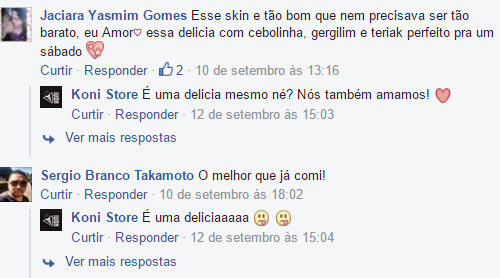 Jaciara Yasmim Gomes Esse skin e tão bom que nem precisava ser tão
barato, eu Amor♡ essa delicia com cebolinha, gergilim e teriak perfeito pra um
sábado
Curtir · Responder · 2 · 10 de setembro às 13:16
Koni Store É uma delicia mesmo né? Nós também amamos!
Curtir · Responder · 12 de setembro às 15:03
Ver mais respostas
Sergio Branco Takamoto O melhor que já comi!
Curtir · Responder · 10 de setembro às 18:02
Koni Store É uma deliciaaaaa
Curtir · Responder · 12 de setembro às 15:04
Ver mais respostas